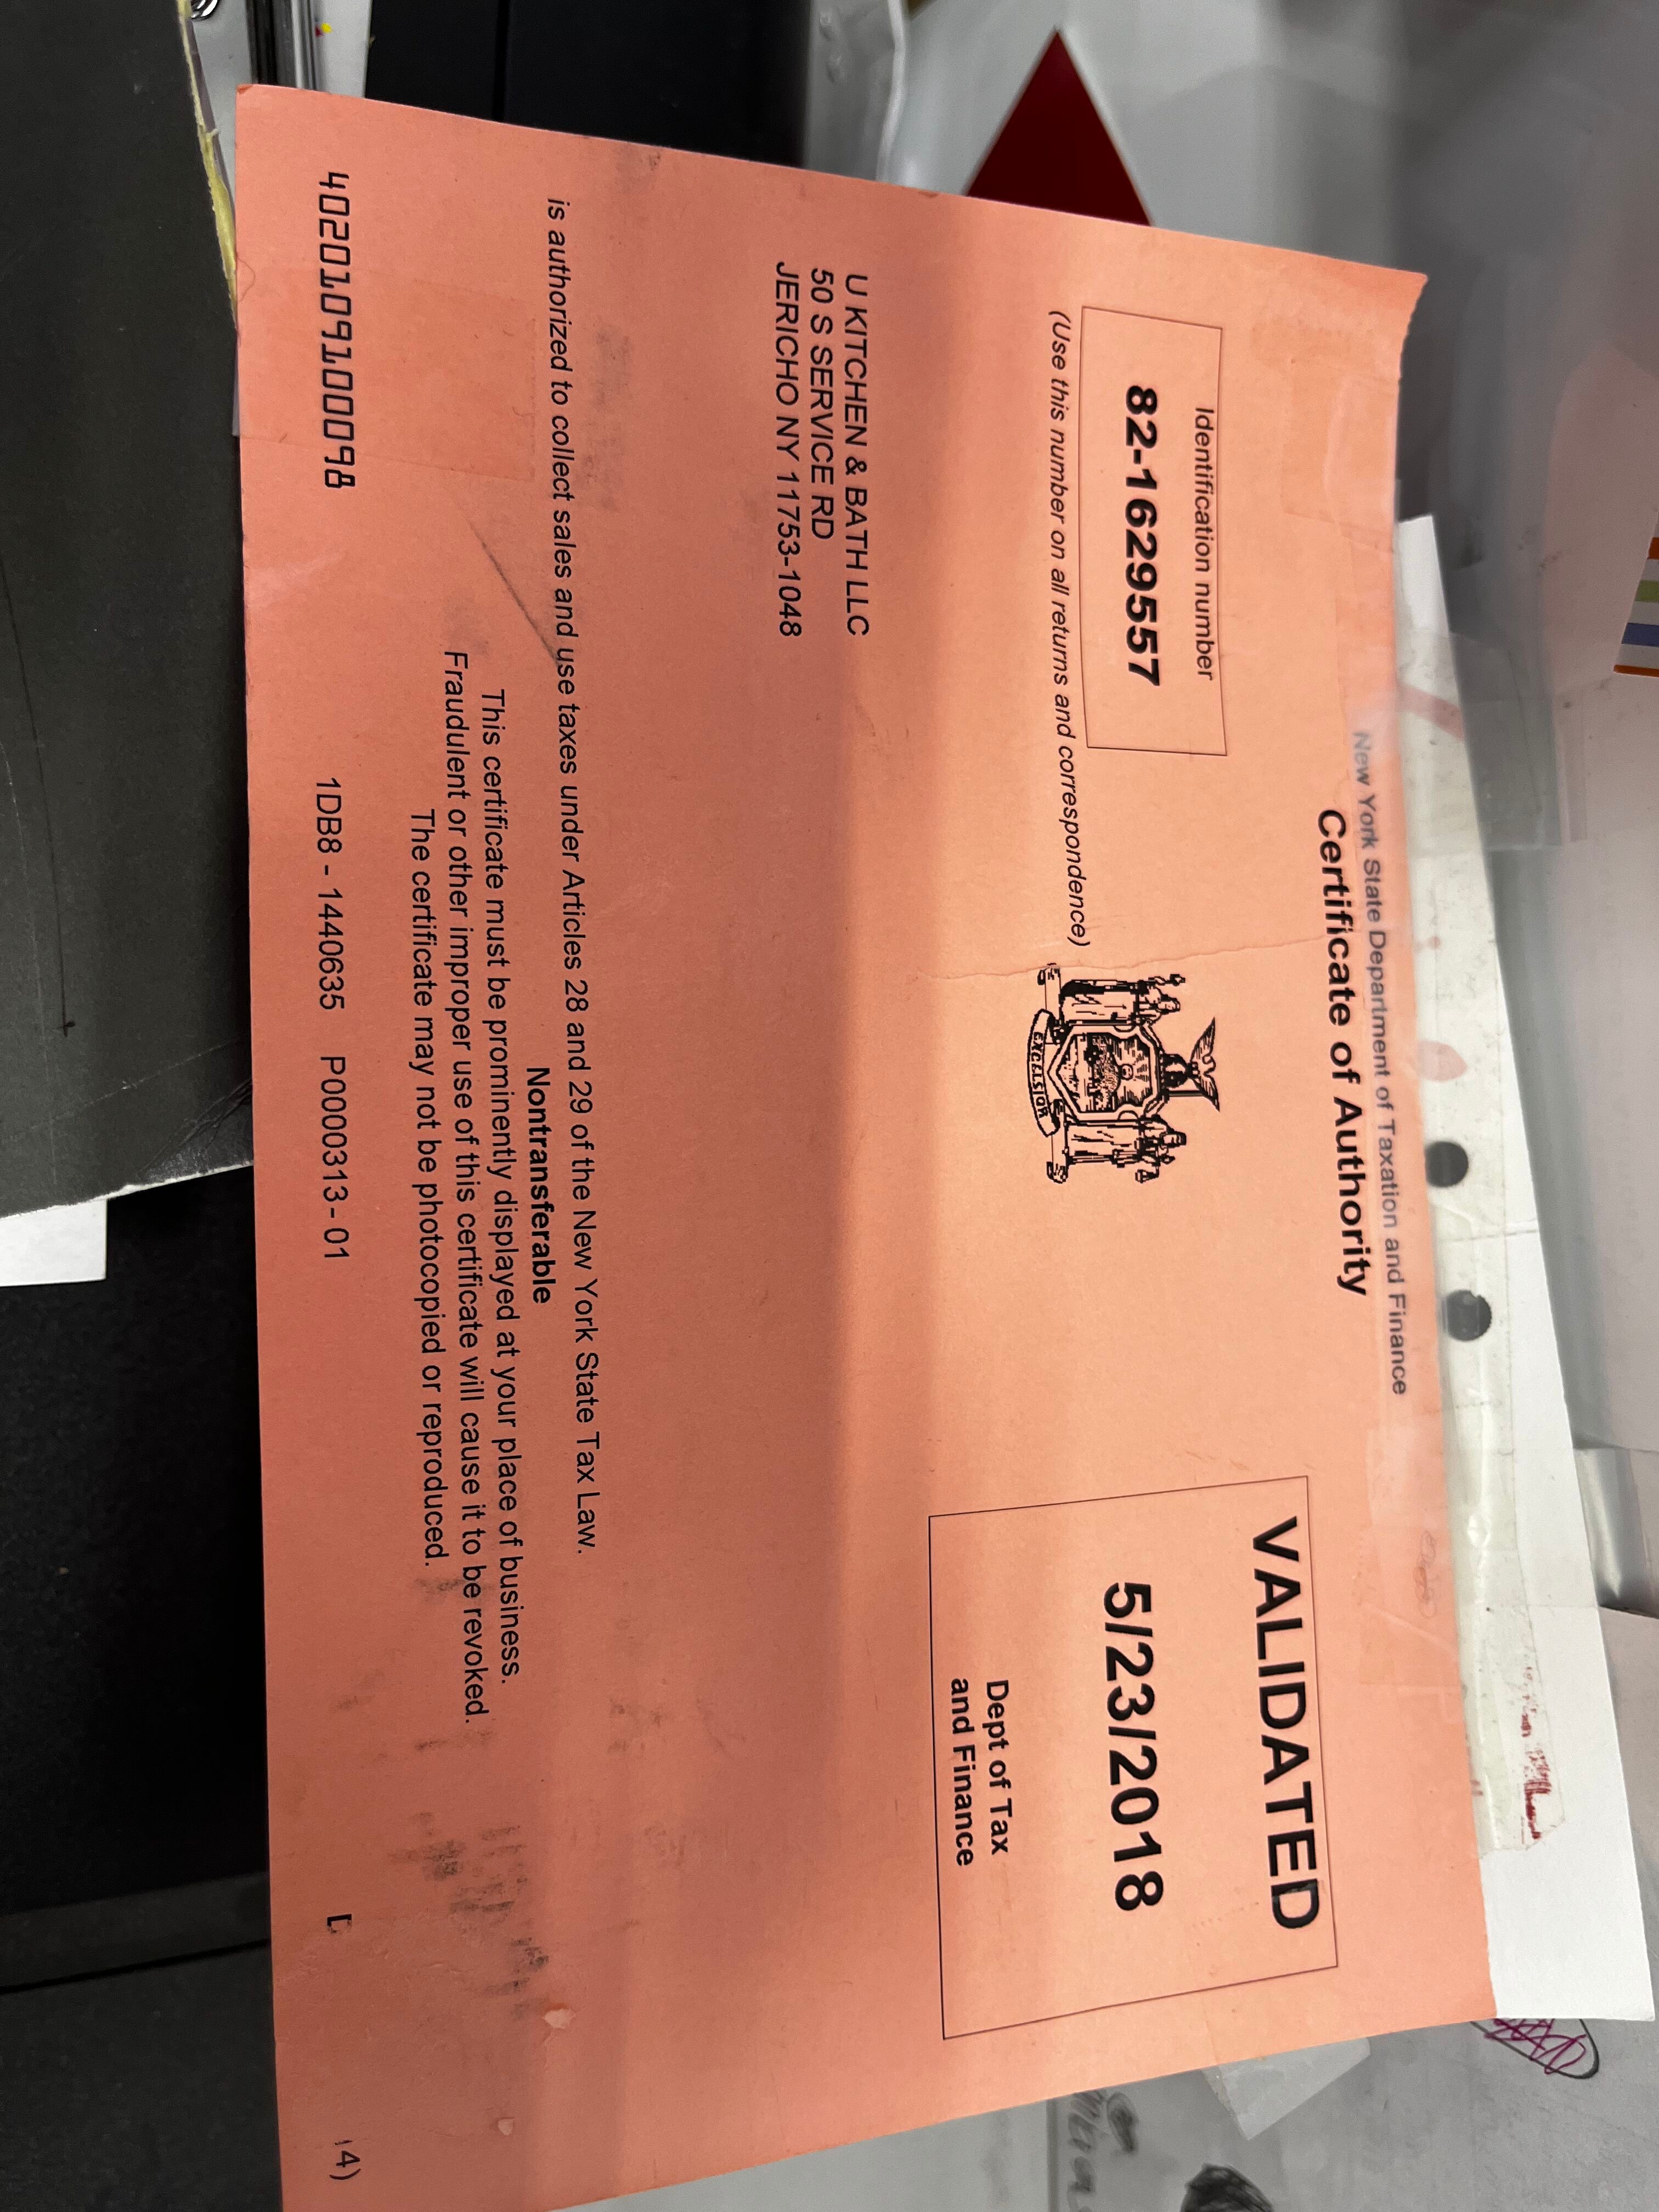 New York State Department of Taxation and Finance
Certificate of Authority
Identification number
82-1629557
(Use this number on all returns and correspondence)
EXCELSIOR
VALIDATED
5/23/2018
Dept of Tax
and Finance
U KITCHEN & BATH LLC
50 S SERVICE RD
JERICHO NY 11753-1048
is authorized to collect sales and use taxes under Articles 28 and 29 of the New York State Tax Law.
Nontransferable
This certificate must be prominently displayed at your place of business.
Fraudulent or other improper use of this certificate will cause it to be revoked.
The certificate may not be photocopied or reproduced.
4020109100098 1DB8 - 1440635 P000313-01 4)